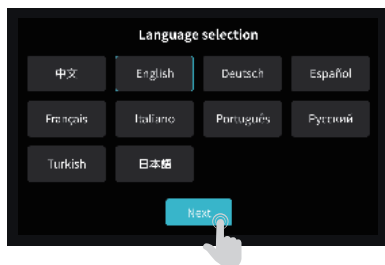 Language selection
中文 English Deutsch Español
Français Italiano Português Русский
Turkish 日本語
Next